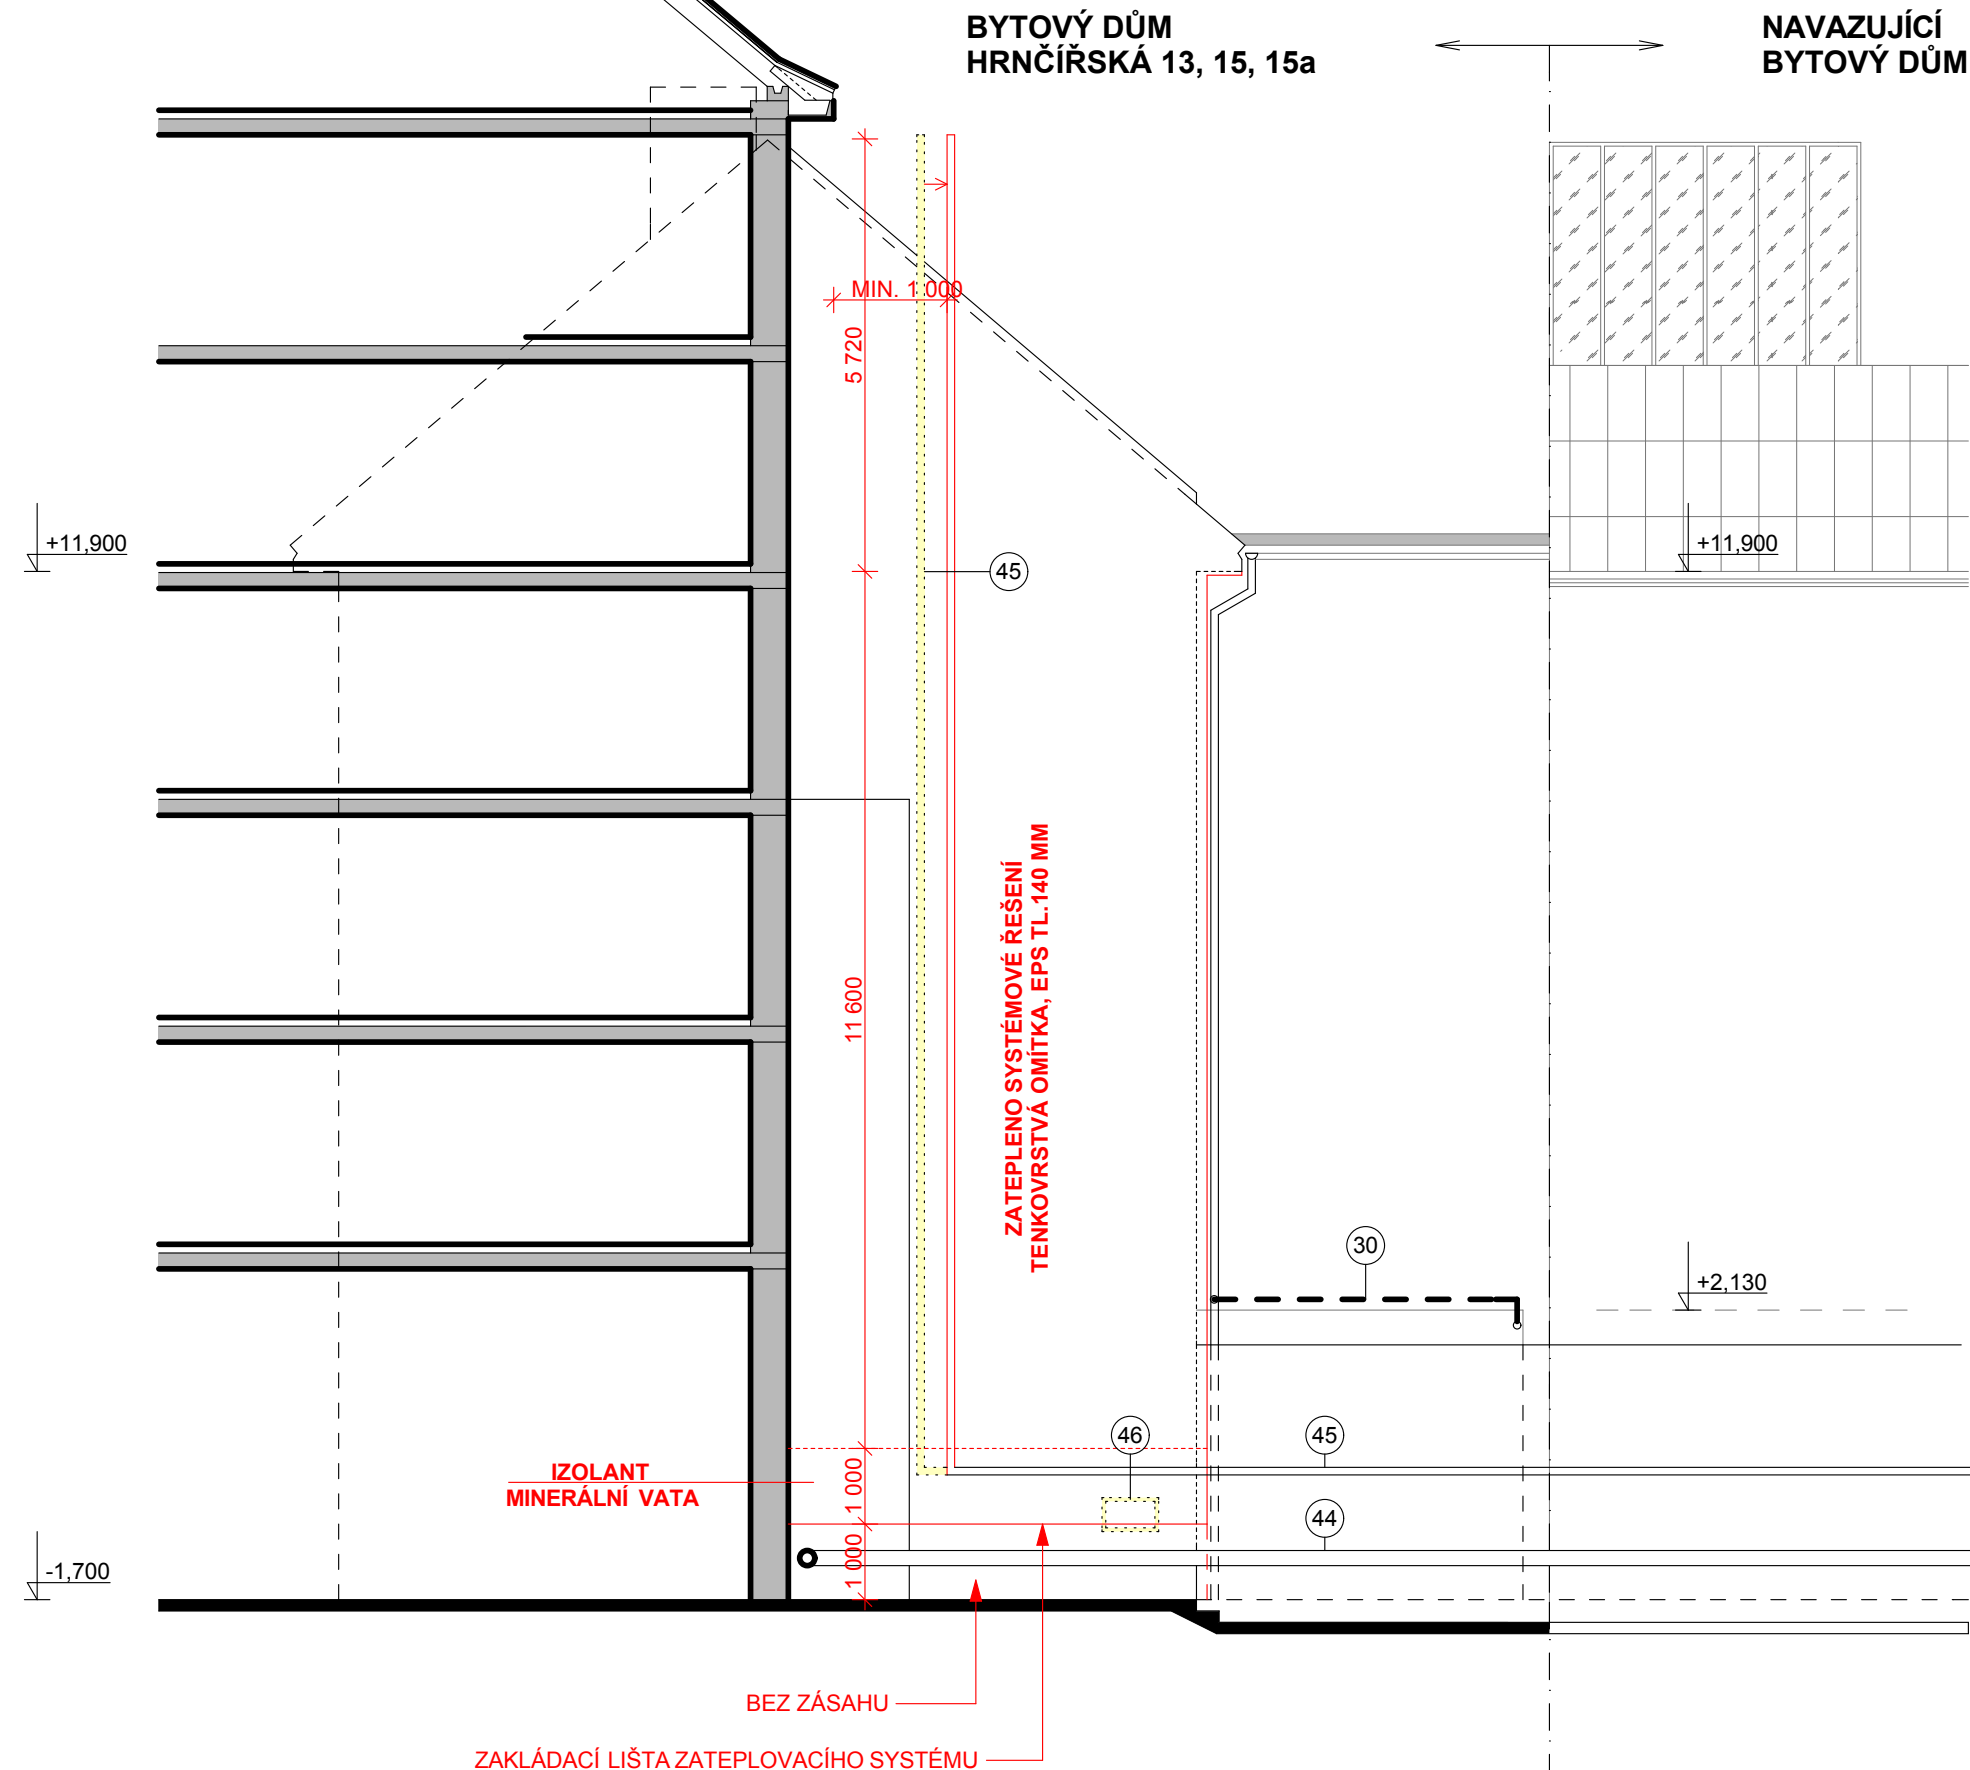 BYTOVÝ DŮM
HRNČÍŘSKÁ 13, 15, 15a
NAVAZUJÍCÍ
BYTOVÝ DŮM
MIN. 1 000
5 720
+11,900
45
+11,900
11 600
ZATEPLENO SYSTÉMOVÉ ŘEŠENÍ
TENKOVRSTVÁ OMÍTKA, EPS TL.140 MM
30
+2,130
46
45
IZOLANT
MINERÁLNÍ VATA
1 000
44
1 000
-1,700
BEZ ZÁSAHU
ZAKLÁDACÍ LIŠTA ZATEPLOVACÍHO SYSTÉMU